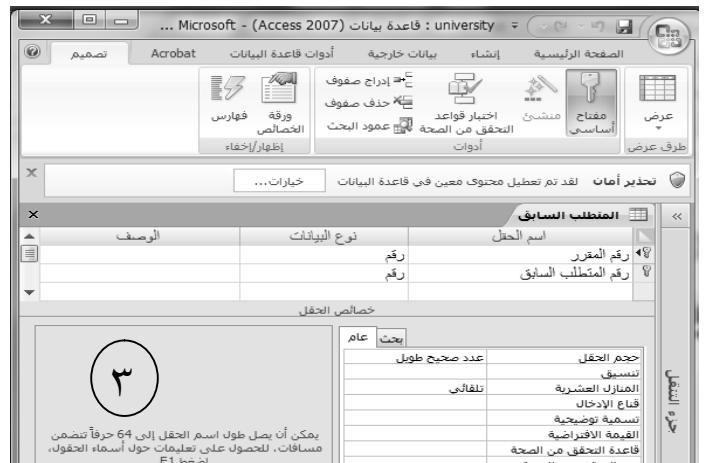 university : قاعدة بيانات (Access 2007) - Microsoft ...
الصفحة الرئيسية إنشاء بيانات خارجية أدوات قاعدة البيانات Acrobat تصميم
عرض
طرق عرض
مفتاح أساسي
منشئ
اختبار قواعد التحقق من الصحة
إدراج صفوف
حذف صفوف
عمود البحث
أدوات
ورقة الخصائص
فهارس
إظهار/إخفاء
تحذير أمان لقد تم تعطيل محتوى معين في قاعدة البيانات خيارات...
المتطلب السابق
اسم الحقل نوع البيانات الوصف
رقم المقرر رقم
رقم المتطلب السابق رقم
خصائص الحقل
بحث عام
حجم الحقل عدد صحيح طويل
تنسيق
المنازل العشرية تلقائي
قناع الإدخال
تسمية توضيحية
القيمة الافتراضية
قاعدة التحقق من الصحة
٣
يمكن أن يصل طول اسم الحقل إلى 64 حرفاً تتضمن
مسافات. للحصول على تعليمات حول أسماء الحقول،
اضغط F1
جزء التنقل